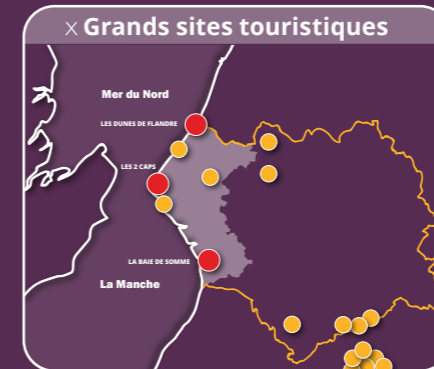 x Grands sites touristiques
Mer du Nord
LES DUNES DE FLANDRE
LES 2 CAPS
LA BAIE DE SOMME
La Manche